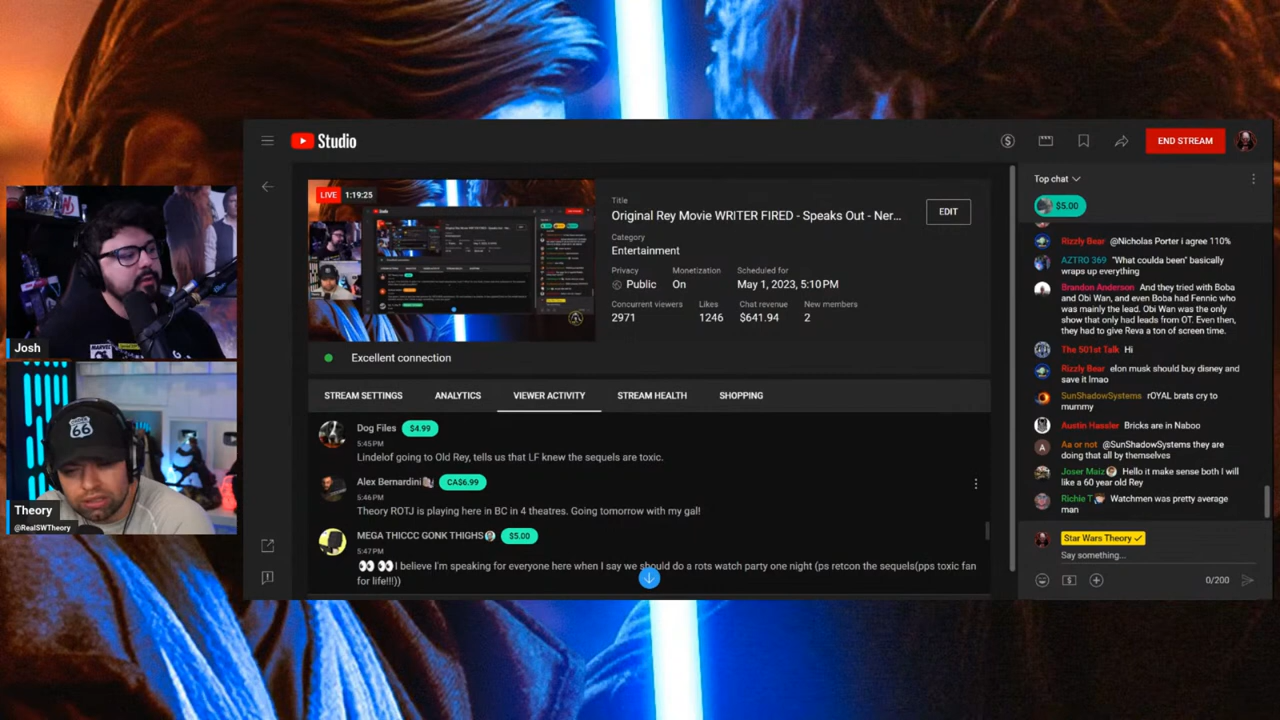 Studio
END STREAM
LIVE 1:19:25
Title
Original Rey Movie WRITER FIRED - Speaks Out - Ner...
EDIT
Category
Entertainment
Privacy Monetization Scheduled for
Public On May 1, 2023, 5:10 PM
Concurrent viewers Likes Chat revenue New members
2971 1246 $641.94 2
Excellent connection
STREAM SETTINGS ANALYTICS VIEWER ACTIVITY STREAM HEALTH SHOPPING
Dog Files $4.99
5:45 PM
Lindelof going to Old Rey, tells us that LF knew the sequels are toxic.
Alex Bernardini CA$6.99
5:46 PM
Theory ROTJ is playing here in BC in 4 theatres. Going tomorrow with my gal!
MEGA THICCC GONK THIGHS $5.00
5:47 PM
👀 👀 I believe I'm speaking for everyone here when I say we should do a rots watch party one night (ps retcon the sequels(pps toxic fan
for life!!!))
Josh
ROUTE
66
Theory
@RealSWTheory
Top chat
$5.00
Rizzly Bear @Nicholas Porter i agree 110%
AZTRO 369 "What coulda been" basically
wraps up everything
Brandon Anderson And they tried with Boba
and Obi Wan, and even Boba had Fennic who
was mainly the lead. Obi Wan was the only
show that only had leads from OT. Even then,
they had to give Reva a ton of screen time.
The 501st Talk Hi
Rizzly Bear elon musk should buy disney and
save it lmao
SunShadowSystems rOYAL brats cry to
mummy
Austin Hassler Bricks are in Naboo
Aa or not @SunShadowSystems they are
doing that all by themselves
Joser Maiz Hello it make sense both I will
like a 60 year old Rey
Richie T Watchmen was pretty average
man
Star Wars Theory
Say something...
0/200